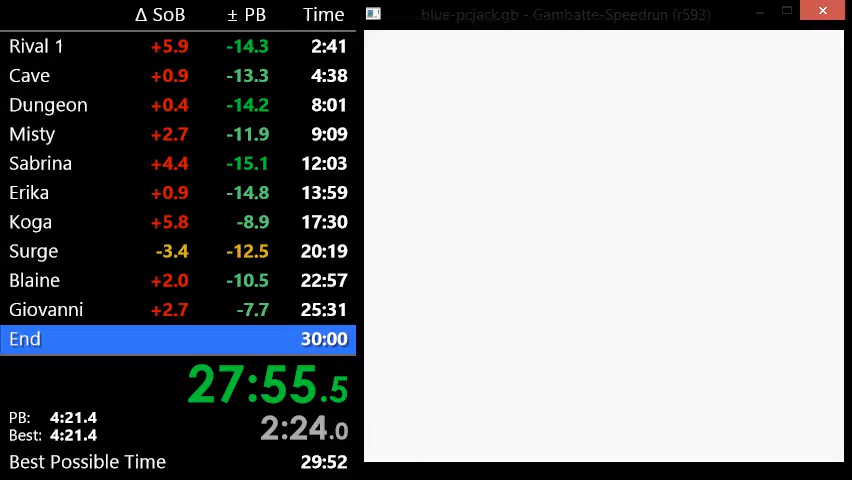 Δ SoB ± PB Time
Rival 1 +5.9 -14.3 2:41
Cave +0.9 -13.3 4:38
Dungeon +0.4 -14.2 8:01
Misty +2.7 -11.9 9:09
Sabrina +4.4 -15.1 12:03
Erika +0.9 -14.8 13:59
Koga +5.8 -8.9 17:30
Surge -3.4 -12.5 20:19
Blaine +2.0 -10.5 22:57
Giovanni +2.7 -7.7 25:31
End 30:00
27:55.5
PB: 4:21.4
Best: 4:21.4
2:24.0
Best Possible Time 29:52
blue-pcjack.gb - Gambatte-Speedrun (r593)